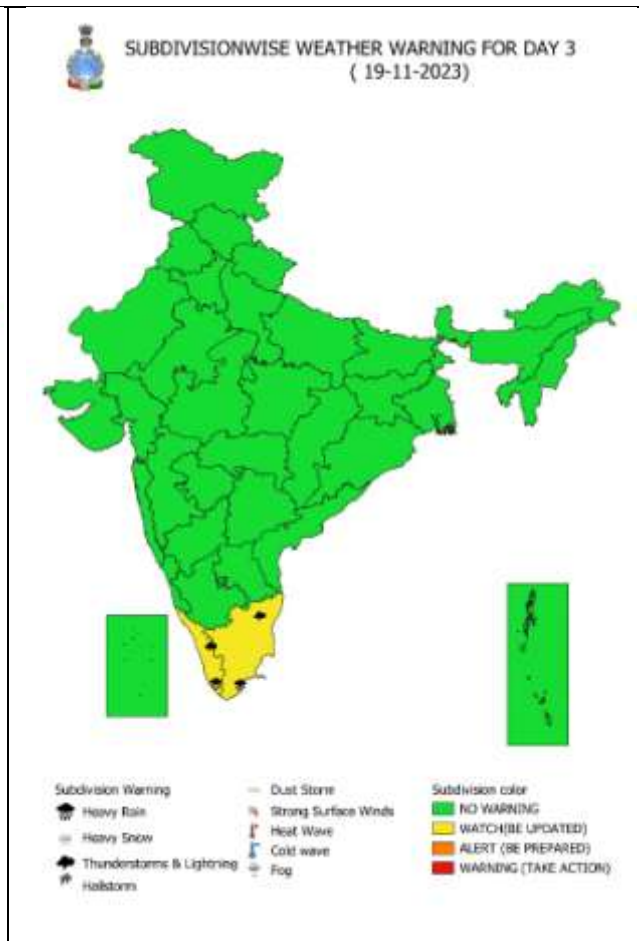 SUBDIVISIONWISE WEATHER WARNING FOR DAY 3
( 19-11-2023)
Subdivision Warning
Heavy Rain
Heavy Snow
Thunderstorms & Lightning
Hailstorm
Dust Storm
Strong Surface Winds
Heat Wave
Cold wave
Fog
Subdivision color
NO WARNING
WATCH(BE UPDATED)
ALERT (BE PREPARED)
WARNING (TAKE ACTION)